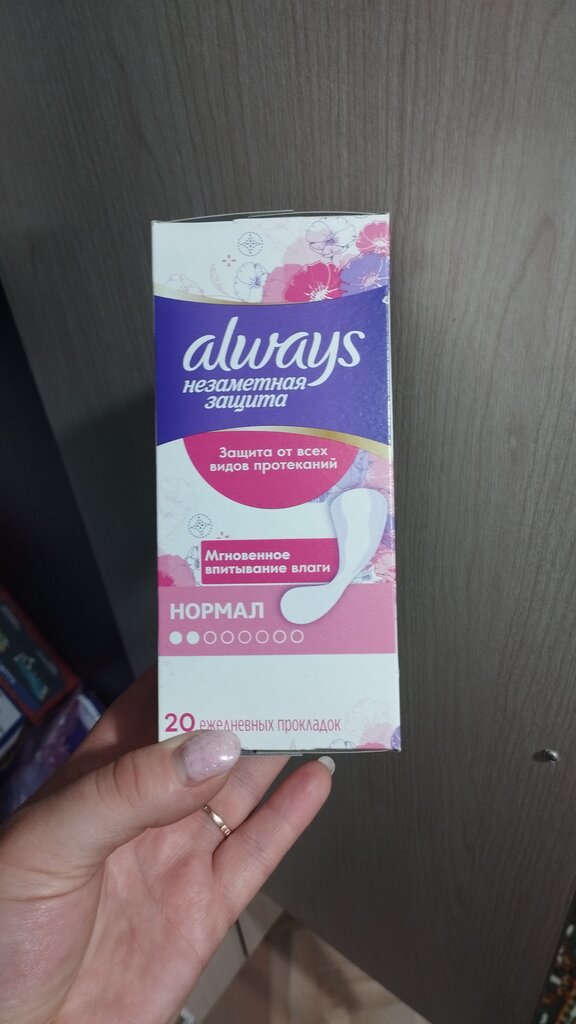 always
незаметная
защита
Защита от всех
видов протеканий
Мгновенное
впитывание влаги
НОРМАЛ
20 ежедневных прокладок